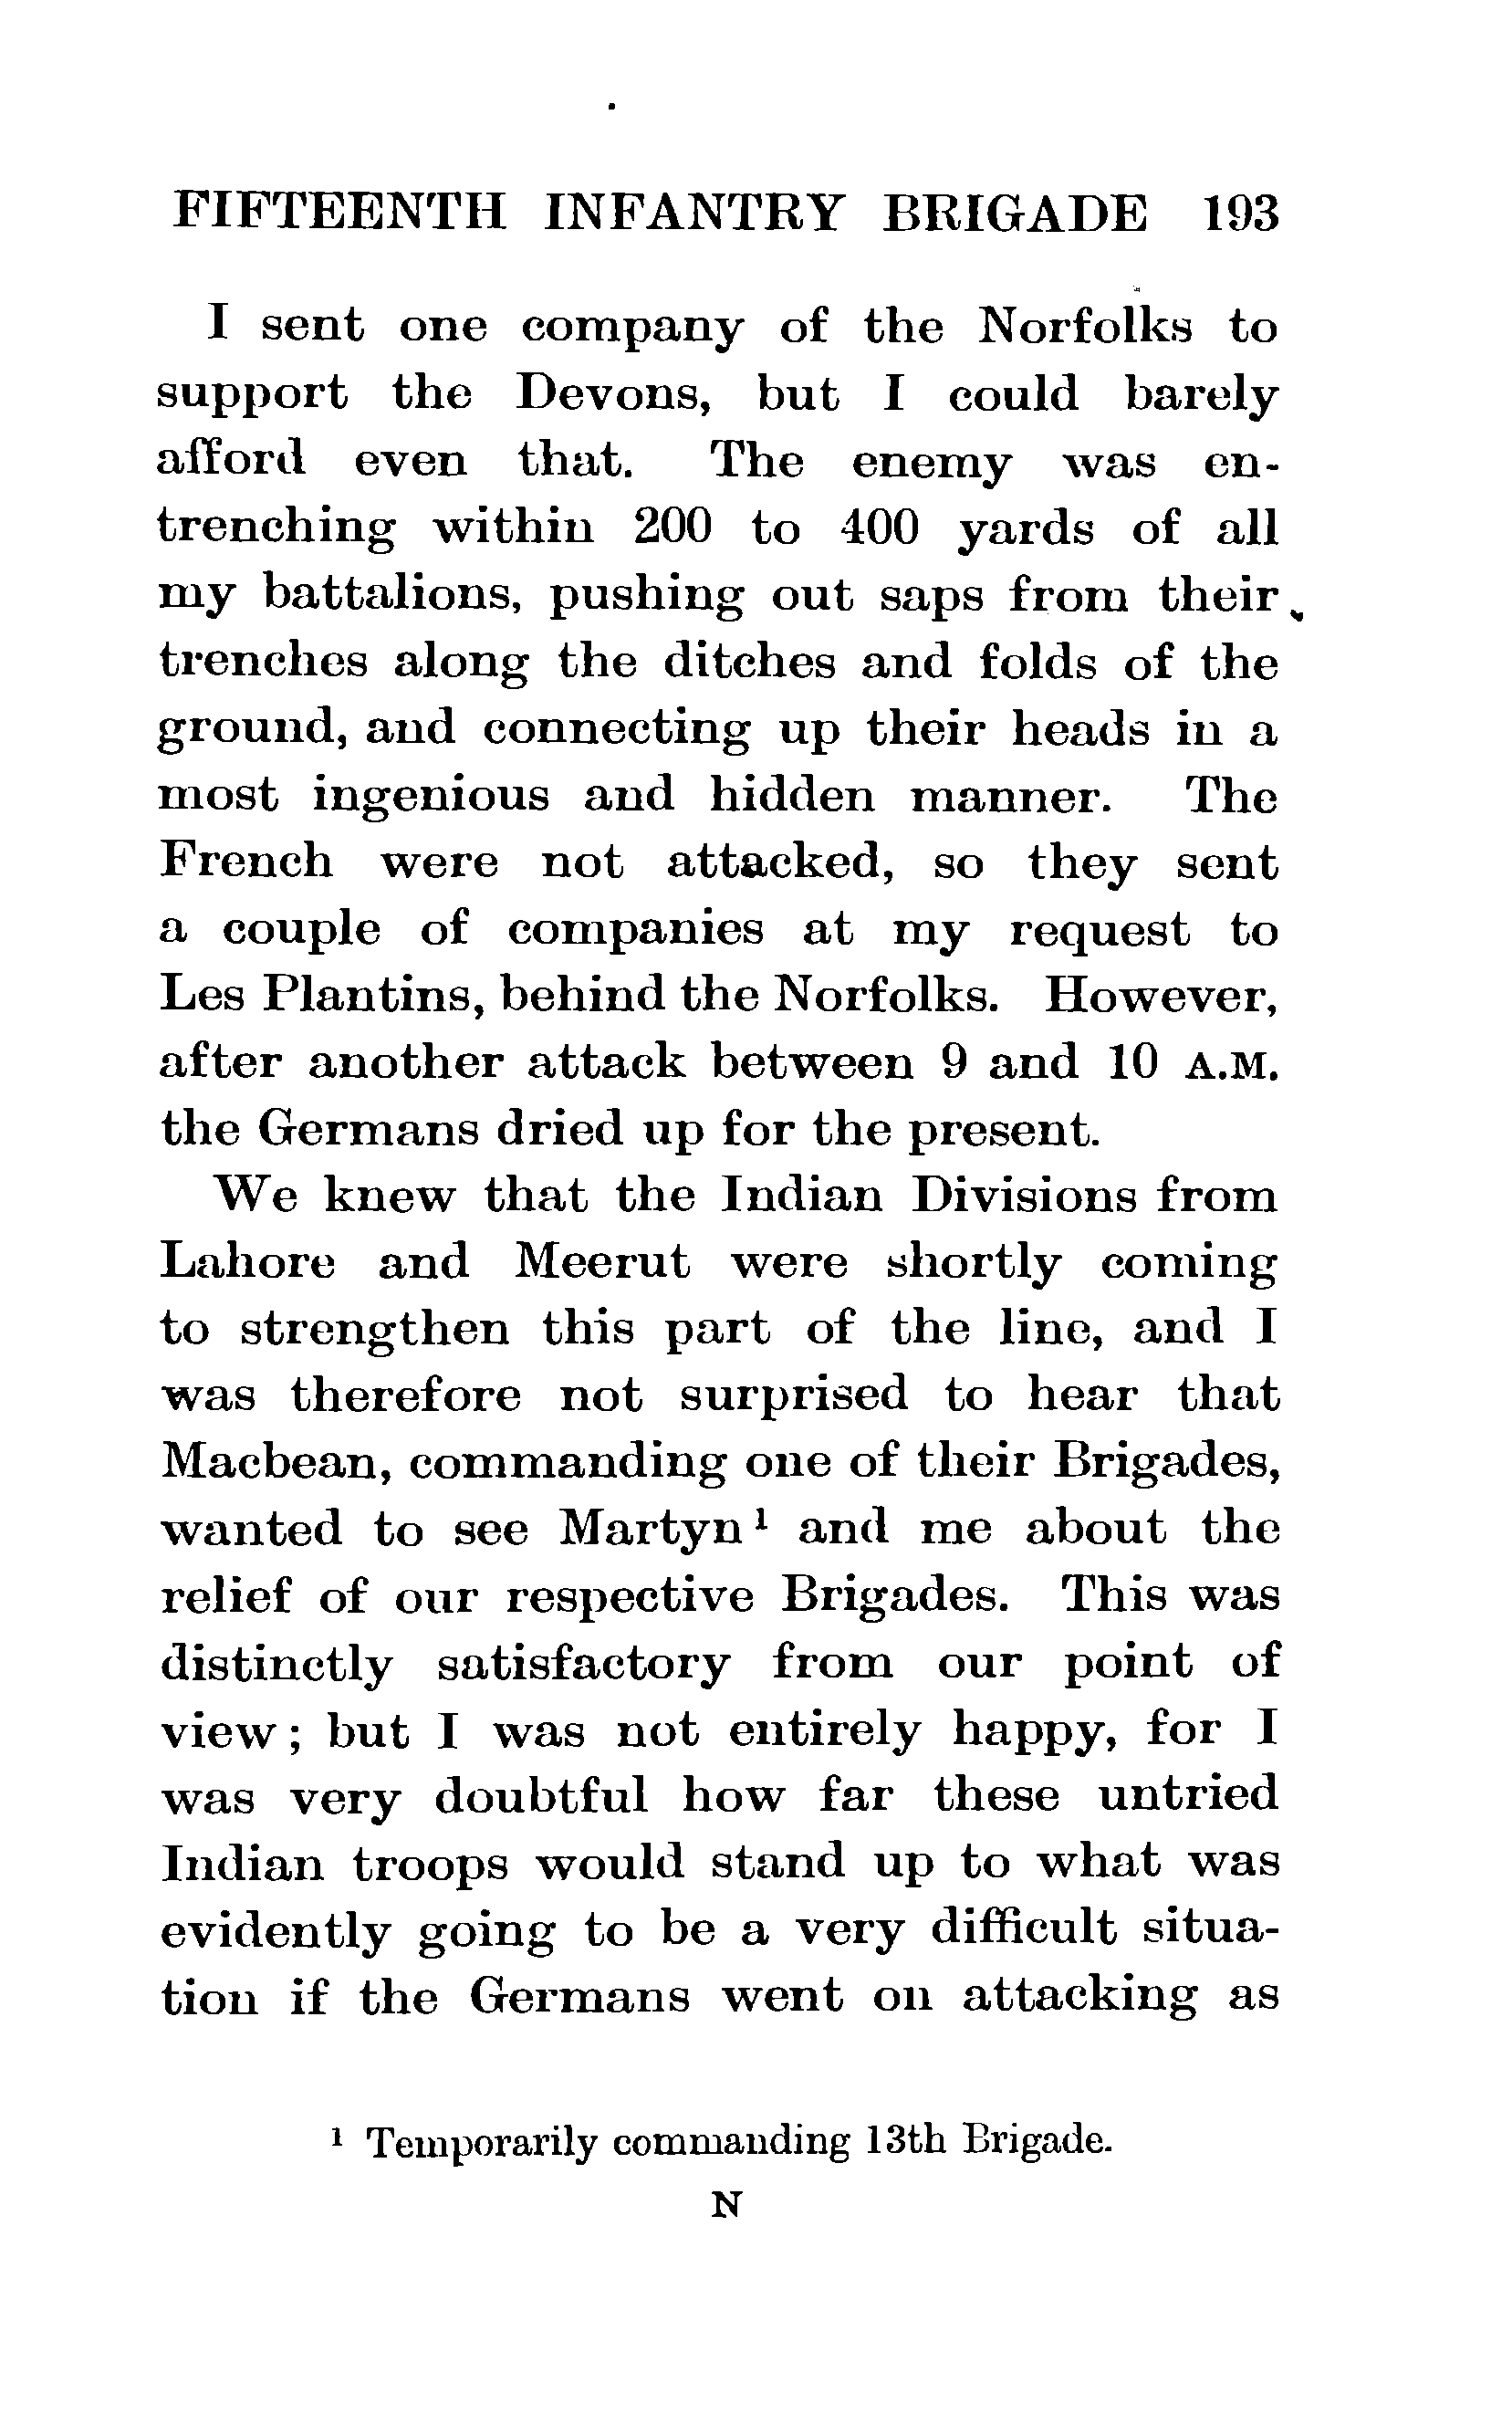 FIFTEENTH INFANTRY BRIGADE 193
I sent one company of the Norfolks to
support the Devons, but I could barely
afford even that. The enemy was en-
trenching within 200 to 400 yards of all
my battalions, pushing out saps from their
trenches along the ditches and folds of the
ground, and connecting up their heads in a
most ingenious and hidden manner. The
French were not attacked, so they sent
a couple of companies at my request to
Les Plantins, behind the Norfolks. However,
after another attack between 9 and 10 A.M.
the Germans dried up for the present.
We knew that the Indian Divisions from
Lahore and Meerut were shortly coming
to strengthen this part of the line, and I
was therefore not surprised to hear that
Macbean, commanding one of their Brigades,
wanted to see Martyn¹ and me about the
relief of our respective Brigades. This was
distinctly satisfactory from our point of
view; but I was not entirely happy, for I
was very doubtful how far these untried
Indian troops would stand up to what was
evidently going to be a very difficult situa-
tion if the Germans went on attacking as
¹ Temporarily commanding 13th Brigade.
N